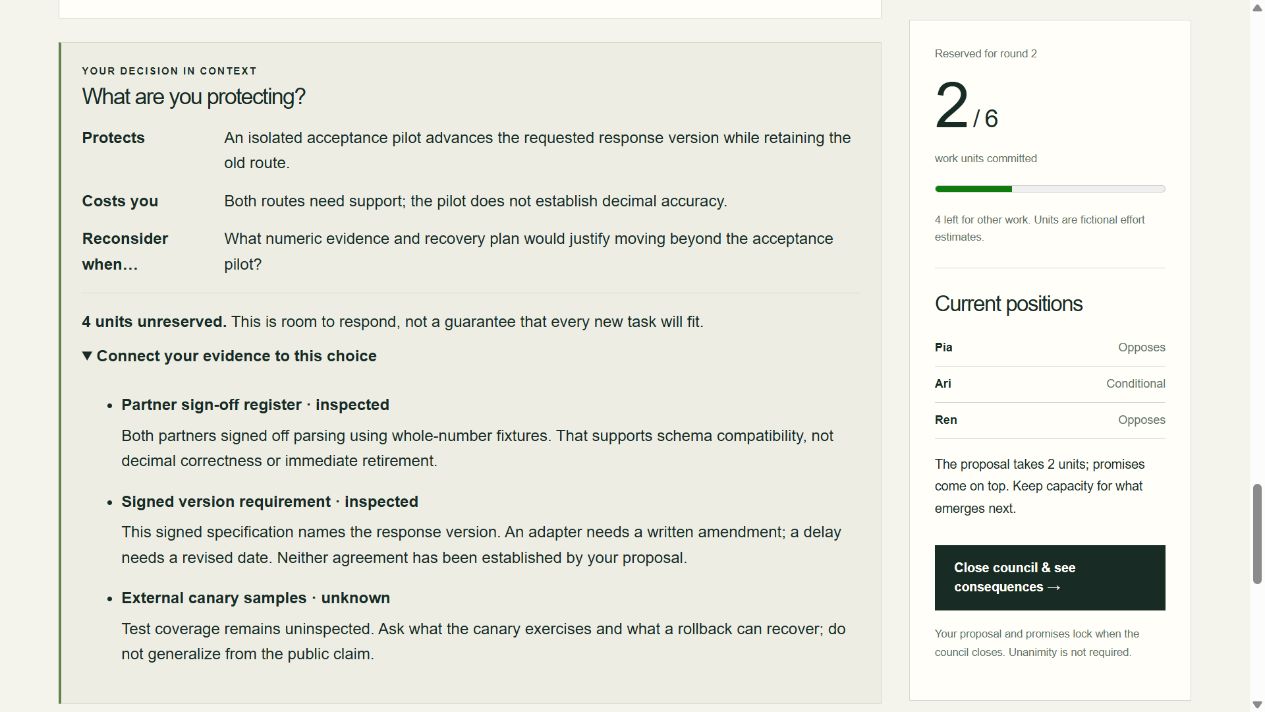 YOUR DECISION IN CONTEXT
What are you protecting?
Protects
An isolated acceptance pilot advances the requested response version while retaining the
old route.
Costs you
Both routes need support; the pilot does not establish decimal accuracy.
Reconsider
when…
What numeric evidence and recovery plan would justify moving beyond the acceptance
pilot?
4 units unreserved. This is room to respond, not a guarantee that every new task will fit.
▼ Connect your evidence to this choice
• Partner sign-off register · inspected
Both partners signed off parsing using whole-number fixtures. That supports schema compatibility, not
decimal correctness or immediate retirement.
• Signed version requirement · inspected
This signed specification names the response version. An adapter needs a written amendment; a delay
needs a revised date. Neither agreement has been established by your proposal.
• External canary samples · unknown
Test coverage remains uninspected. Ask what the canary exercises and what a rollback can recover; do
not generalize from the public claim.
Reserved for round 2
2 / 6
work units committed
4 left for other work. Units are fictional effort
estimates.
Current positions
Pia Opposes
Ari Conditional
Ren Opposes
The proposal takes 2 units; promises
come on top. Keep capacity for what
emerges next.
Close council & see
consequences →
Your proposal and promises lock when the
council closes. Unanimity is not required.